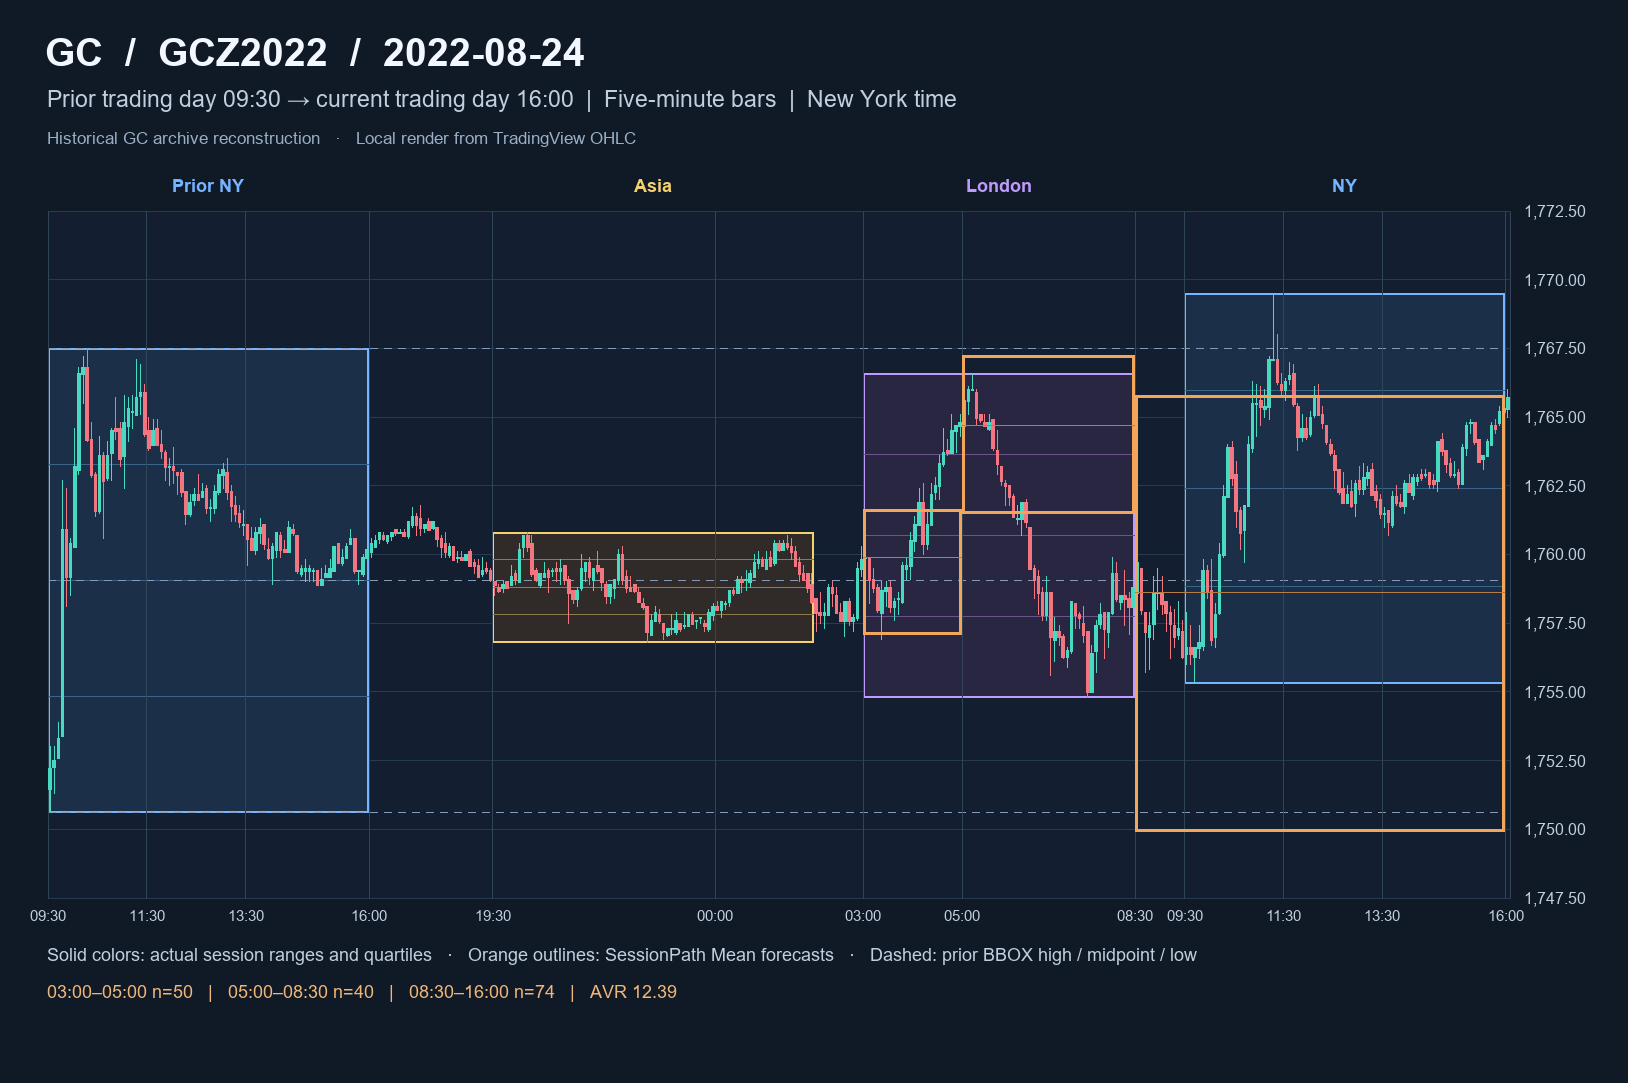 GC / GCZ2022 / 2022-08-24
Prior trading day 09:30 → current trading day 16:00 | Five-minute bars | New York time
Historical GC archive reconstruction · Local render from TradingView OHLC
Prior NY Asia London NY
1,772.50
1,770.00
1,767.50
1,765.00
1,762.50
1,760.00
1,757.50
1,755.00
1,752.50
1,750.00
1,747.50
09:30 11:30 13:30 16:00 19:30 00:00 03:00 05:00 08:30 09:30 11:30 13:30 16:00
Solid colors: actual session ranges and quartiles · Orange outlines: SessionPath Mean forecasts · Dashed: prior BBOX high / midpoint / low
03:00–05:00 n=50 | 05:00–08:30 n=40 | 08:30–16:00 n=74 | AVR 12.39